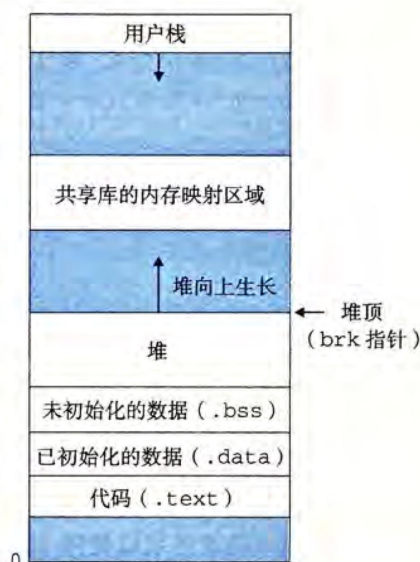 用户栈
共享库的内存映射区域
堆向上生长
堆顶
(brk 指针)
堆
未初始化的数据(.bss)
已初始化的数据(.data)
代码(.text)
0